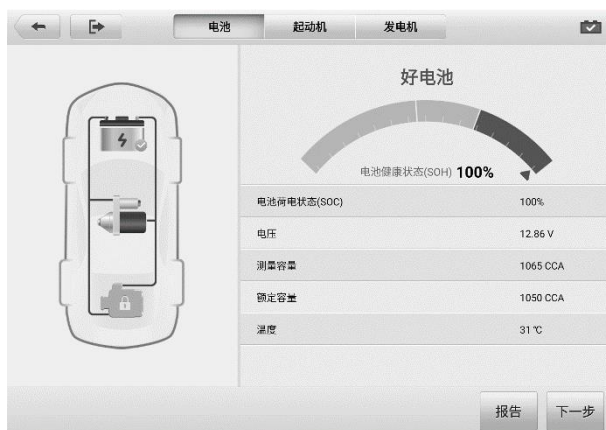 电池 起动机 发电机
好电池
电池健康状态(SOH) 100%
电池荷电状态(SOC) 100%
电压 12.86 V
测量容量 1065 CCA
额定容量 1050 CCA
温度 31 ℃
报告 下一步